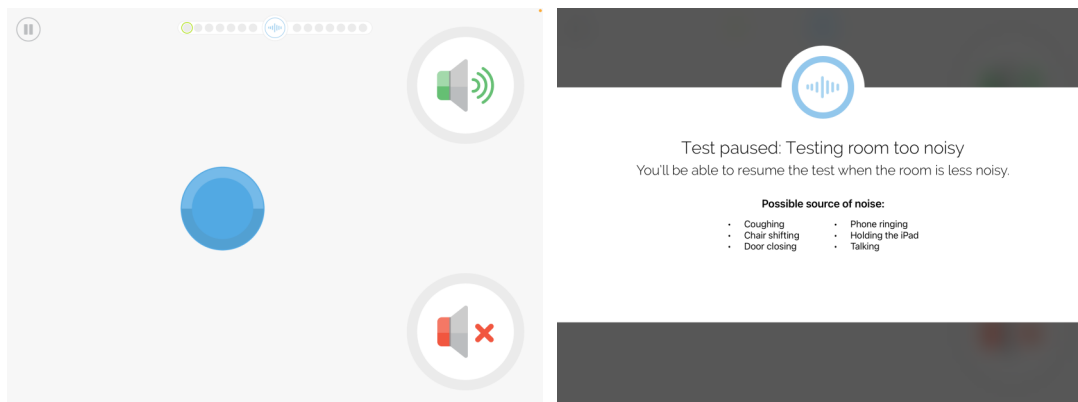 Test paused: Testing room too noisy
You'll be able to resume the test when the room is less noisy.
Possible source of noise:
• Coughing • Phone ringing
• Chair shifting • Holding the iPad
• Door closing • Talking